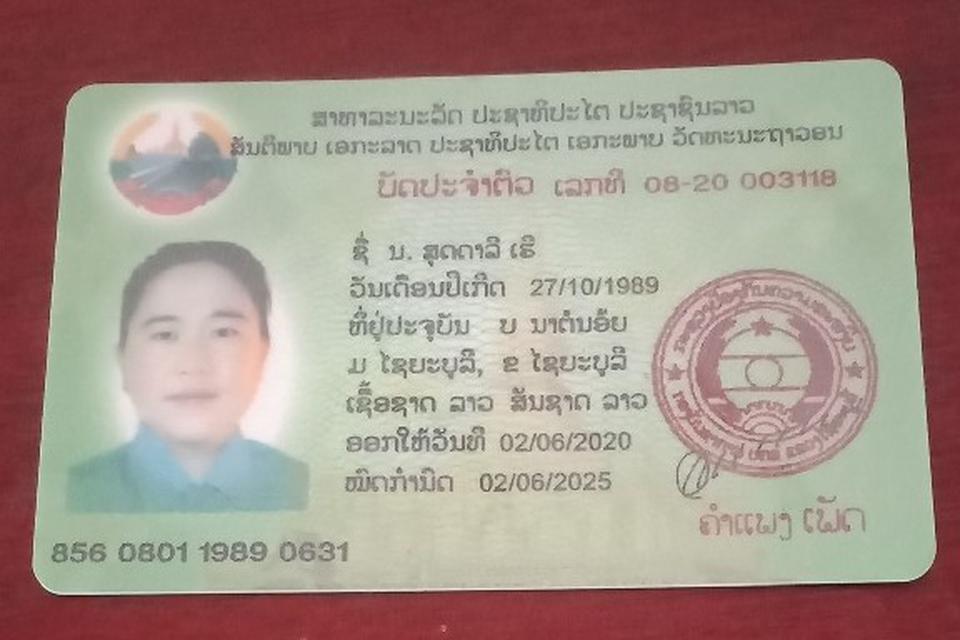 ສາທາລະນະລັດ ປະຊາທິປະໄຕ ປະຊາຊົນລາວ
ສັນຕິພາບ ເອກະລາດ ປະຊາທິປະໄຕ ເອກະພາບ ວັດທະນະຖາວອນ
ບັດປະຈໍາຕົວ ເລກທີ 08-20 003118
ຊື່ ນ. ສຸດດາລີ ເຮີ
ວັນເດືອນປີເກີດ 27/10/1989
ທີ່ຢູ່ປະຈຸບັນ ບ ນາຕົນອ້ຍ
ມ ໄຊຍະບູລີ, ຂ ໄຊຍະບູລີ
ເຊື້ອຊາດ ລາວ ສັນຊາດ ລາວ
ອອກໃຫ້ວັນທີ 02/06/2020
ໝົດກໍານົດ 02/06/2025
ຄໍາແພງ ເພັດ
856 0801 1989 0631